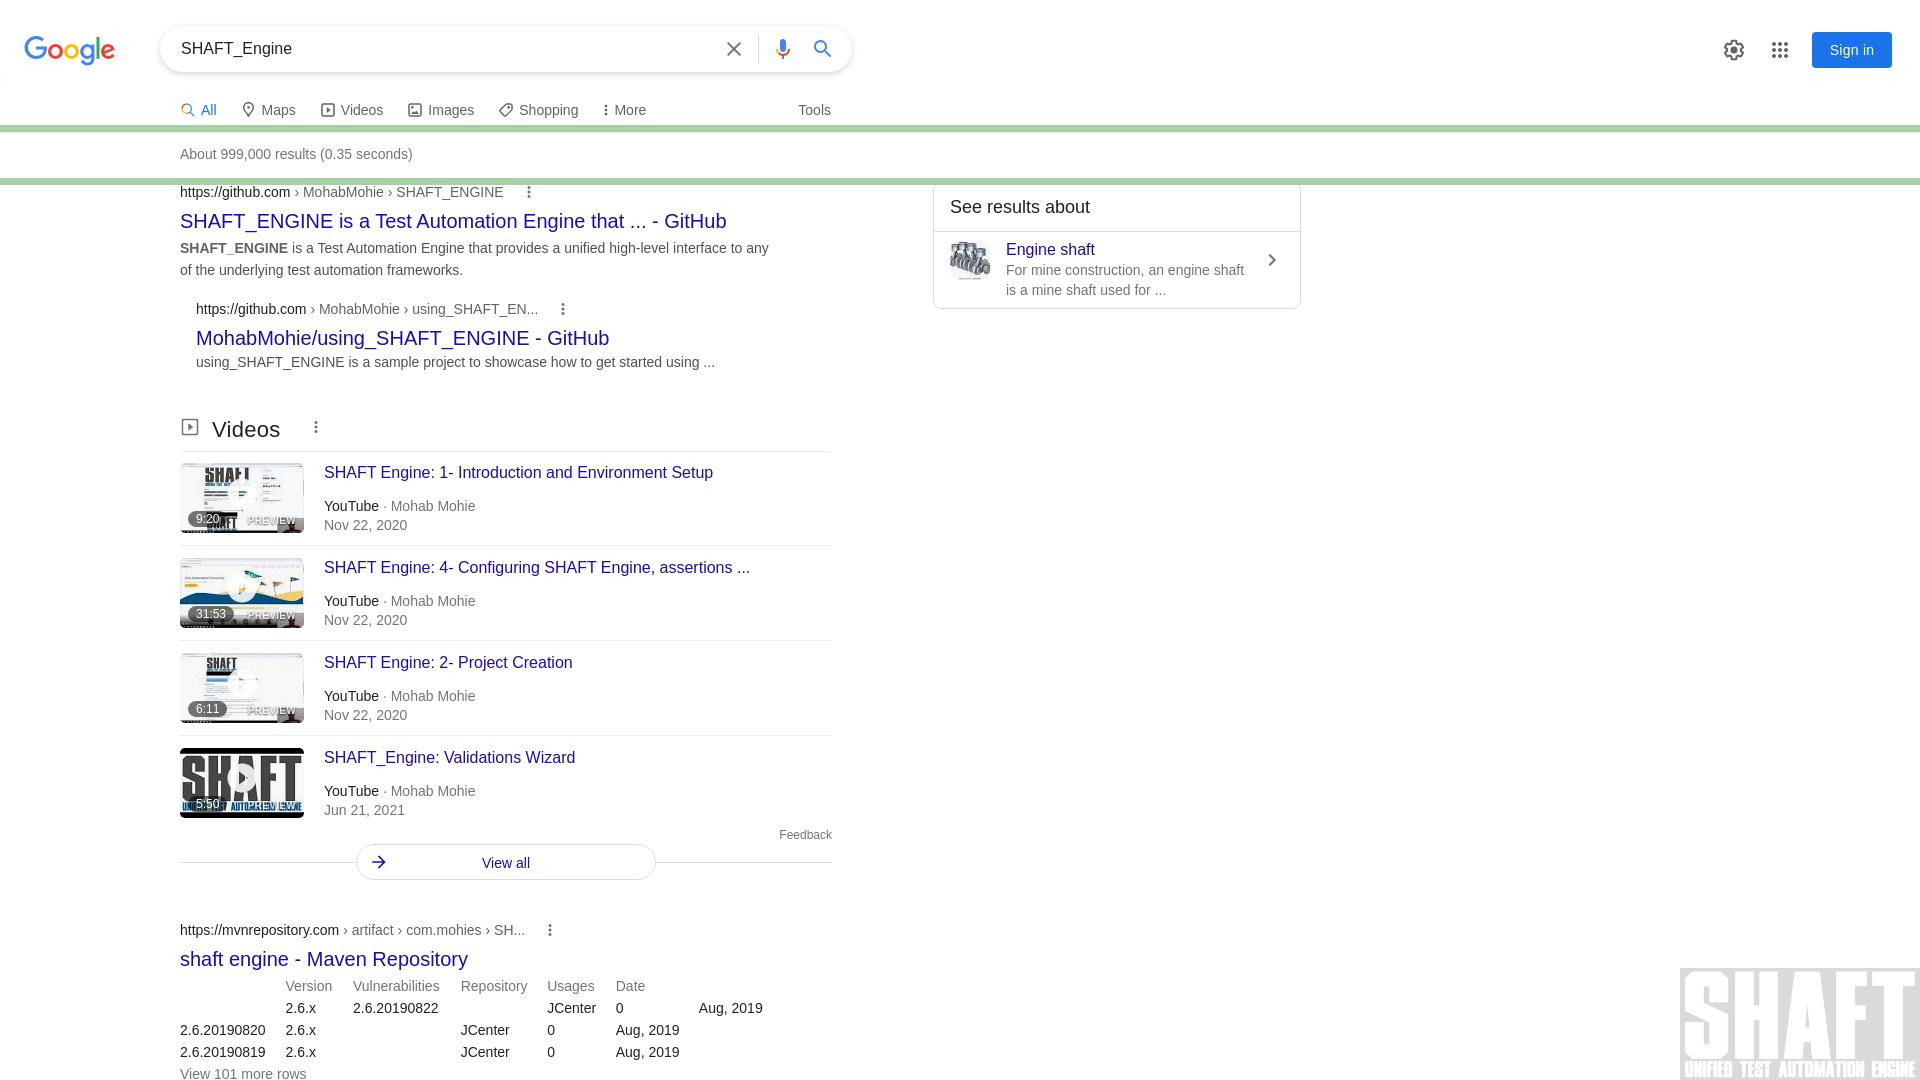 Google
SHAFT_Engine
Sign in
All Maps Videos Images Shopping More Tools
About 999,000 results (0.35 seconds)
https://github.com › MohabMohie › SHAFT_ENGINE
SHAFT_ENGINE is a Test Automation Engine that ... - GitHub
SHAFT_ENGINE is a Test Automation Engine that provides a unified high-level interface to any
of the underlying test automation frameworks.
https://github.com › MohabMohie › using_SHAFT_EN...
MohabMohie/using_SHAFT_ENGINE - GitHub
using_SHAFT_ENGINE is a sample project to showcase how to get started using ...
See results about
Engine shaft
For mine construction, an engine shaft
is a mine shaft used for ...
Videos
SHAFT
9:20 PREVIEW
SHAFT Engine: 1- Introduction and Environment Setup
YouTube · Mohab Mohie
Nov 22, 2020
31:53 PREVIEW
SHAFT Engine: 4- Configuring SHAFT Engine, assertions ...
YouTube · Mohab Mohie
Nov 22, 2020
SHAFT
6:11 PREVIEW
SHAFT Engine: 2- Project Creation
YouTube · Mohab Mohie
Nov 22, 2020
SHAFT
UNIFIED TEST AUTOMATION ENGINE
5:50 PREVIEW
SHAFT_Engine: Validations Wizard
YouTube · Mohab Mohie
Jun 21, 2021
Feedback
View all
https://mvnrepository.com › artifact › com.mohies › SH...
shaft engine - Maven Repository
Version Vulnerabilities Repository Usages Date
2.6.x 2.6.20190822 JCenter 0 Aug, 2019
2.6.20190820 2.6.x JCenter 0 Aug, 2019
2.6.20190819 2.6.x JCenter 0 Aug, 2019
View 101 more rows
SHAFT
UNIFIED TEST AUTOMATION ENGINE